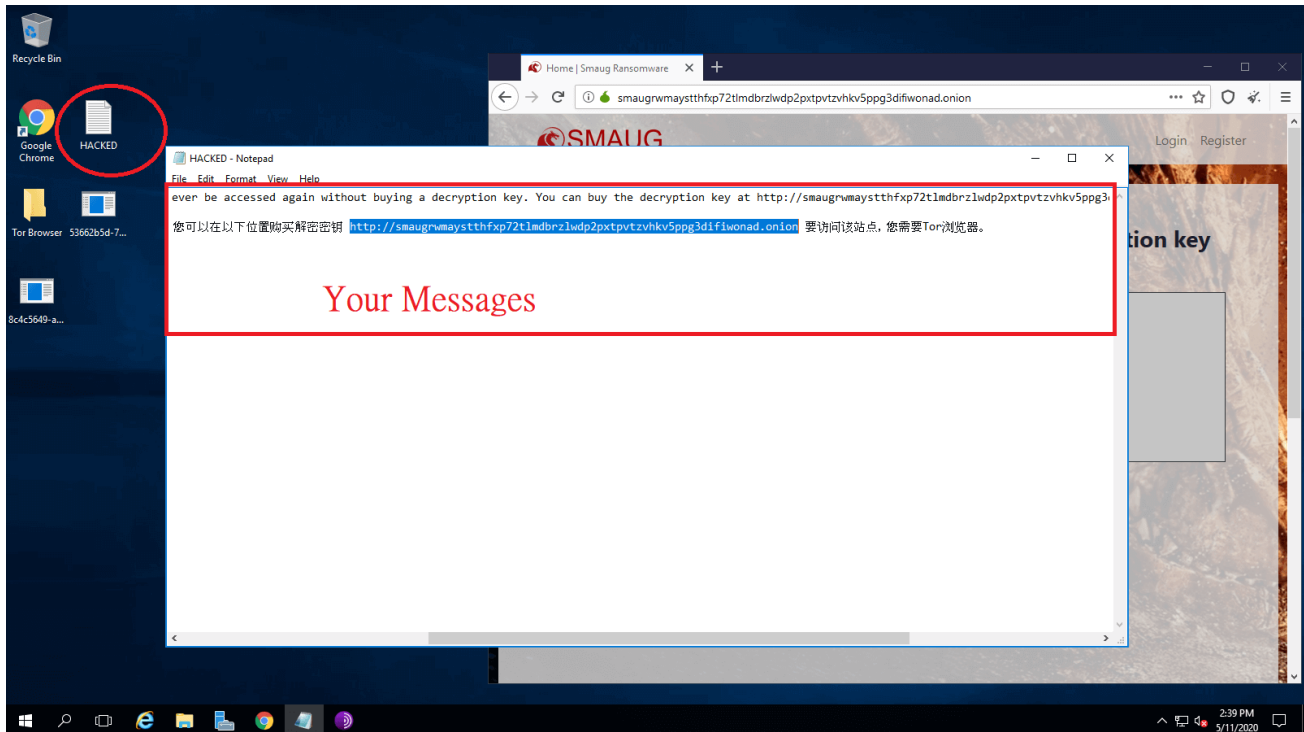 Recycle Bin
Home | Smaug Ransomware
smaugrwmaystthfxp72tlmdbrzlwdp2pxtpvtzvhkv5ppg3difiwonad.onion
SMAUG
Login Register
Google Chrome
HACKED
HACKED - Notepad
File Edit Format View Help
ever be accessed again without buying a decryption key. You can buy the decryption key at http://smaugrwmaystthfxp72tlmdbrzlwdp2pxtpvtzvhkv5ppg3
您可以在以下位置购买解密密钥 http://smaugrwmaystthfxp72tlmdbrzlwdp2pxtpvtzvhkv5ppg3difiwonad.onion 要访问该站点, 您需要Tor浏览器。
Tor Browser
53662b5d-7...
tion key
Your Messages
8c4c5649-a...
2:39 PM
5/11/2020